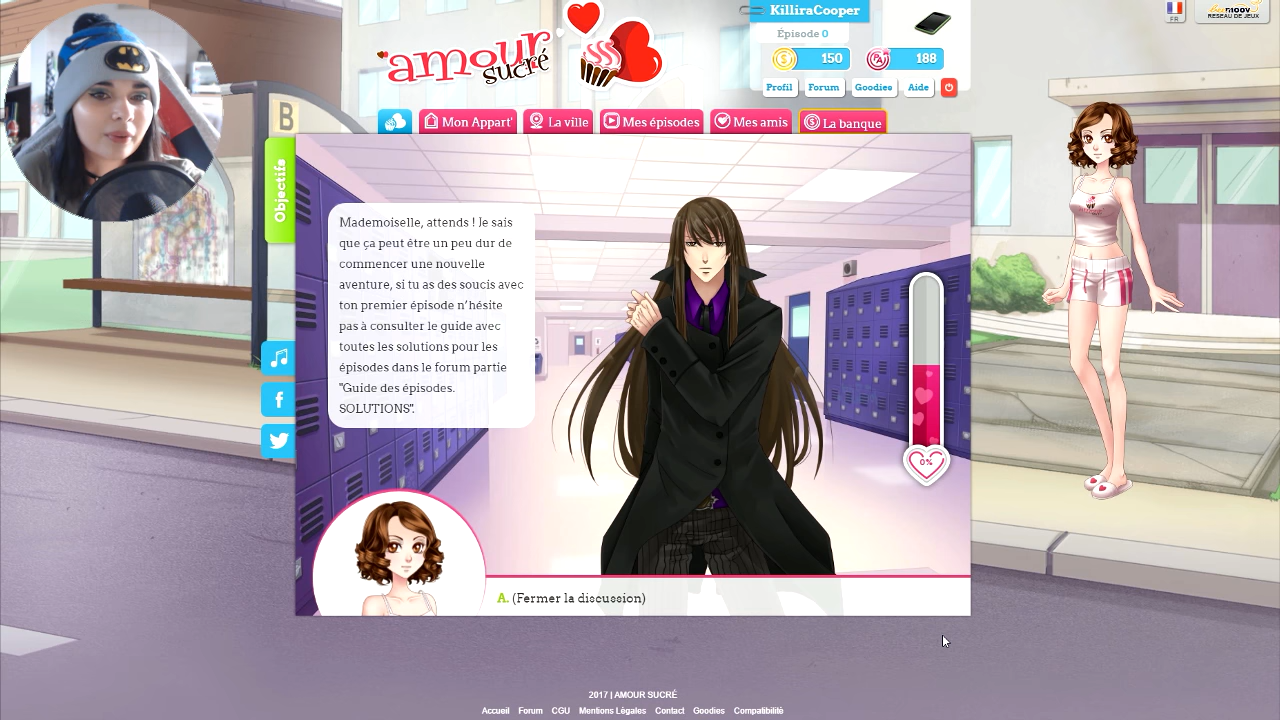 KilliraCooper
Épisode 0
150
188
Profil
Forum
Goodies
Aide
FR
RÉSEAU DE JEUX
amour
sucré
Mon Appart'
La ville
Mes épisodes
Mes amis
La banque
B
Objectifs
Mademoiselle, attends ! Je sais
que ça peut être un peu dur de
commencer une nouvelle
aventure, si tu as des soucis avec
ton premier épisode n'hésite
pas à consulter le guide avec
toutes les solutions pour les
épisodes dans le forum partie
"Guide des épisodes.
SOLUTIONS".
0%
A. (Fermer la discussion)
2017 | AMOUR SUCRÉ
Accueil Forum CGU Mentions Légales Contact Goodies Compatibilité